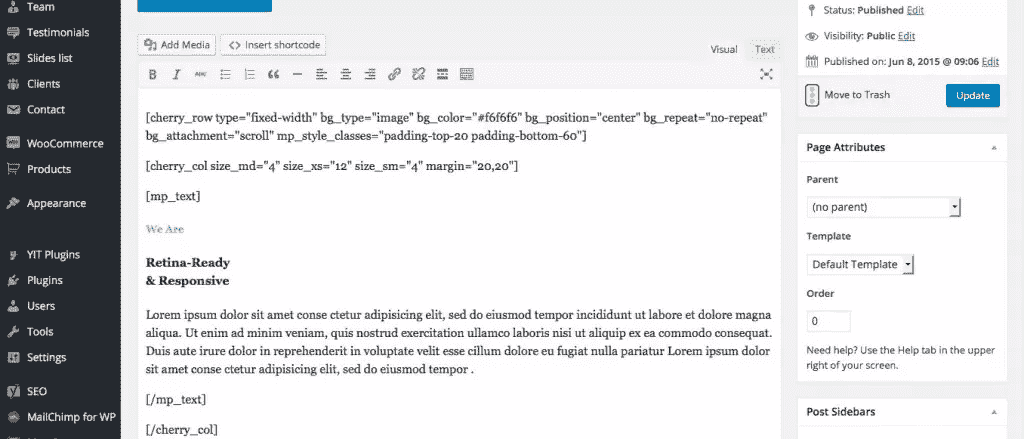 Team
Testimonials
Slides list
Clients
Contact
WooCommerce
Products
Appearance
YIT Plugins
Plugins
Users
Tools
Settings
SEO
MailChimp for WP
Add Media
Insert shortcode
Visual
Text
B I ABC
[cherry_row type="fixed-width" bg_type="image" bg_color="#f6f6f6" bg_position="center" bg_repeat="no-repeat"
bg_attachment="scroll" mp_style_classes="padding-top-20 padding-bottom-60"]
[cherry_col size_md="4" size_xs="12" size_sm="4" margin="20,20"]
[mp_text]
We Are
Retina-Ready
& Responsive
Lorem ipsum dolor sit amet conse ctetur adipisicing elit, sed do eiusmod tempor incididunt ut labore et dolore magna
aliqua. Ut enim ad minim veniam, quis nostrud exercitation ullamco laboris nisi ut aliquip ex ea commodo consequat.
Duis aute irure dolor in reprehenderit in voluptate velit esse cillum dolore eu fugiat nulla pariatur Lorem ipsum dolor
sit amet conse ctetur adipisicing elit, sed do eiusmod tempor .
[/mp_text]
[/cherry_col]
Status: Published Edit
Visibility: Public Edit
Published on: Jun 8, 2015 @ 09:06 Edit
Move to Trash
Update
Page Attributes
Parent
(no parent)
Template
Default Template
Order
0
Need help? Use the Help tab in the upper
right of your screen.
Post Sidebars